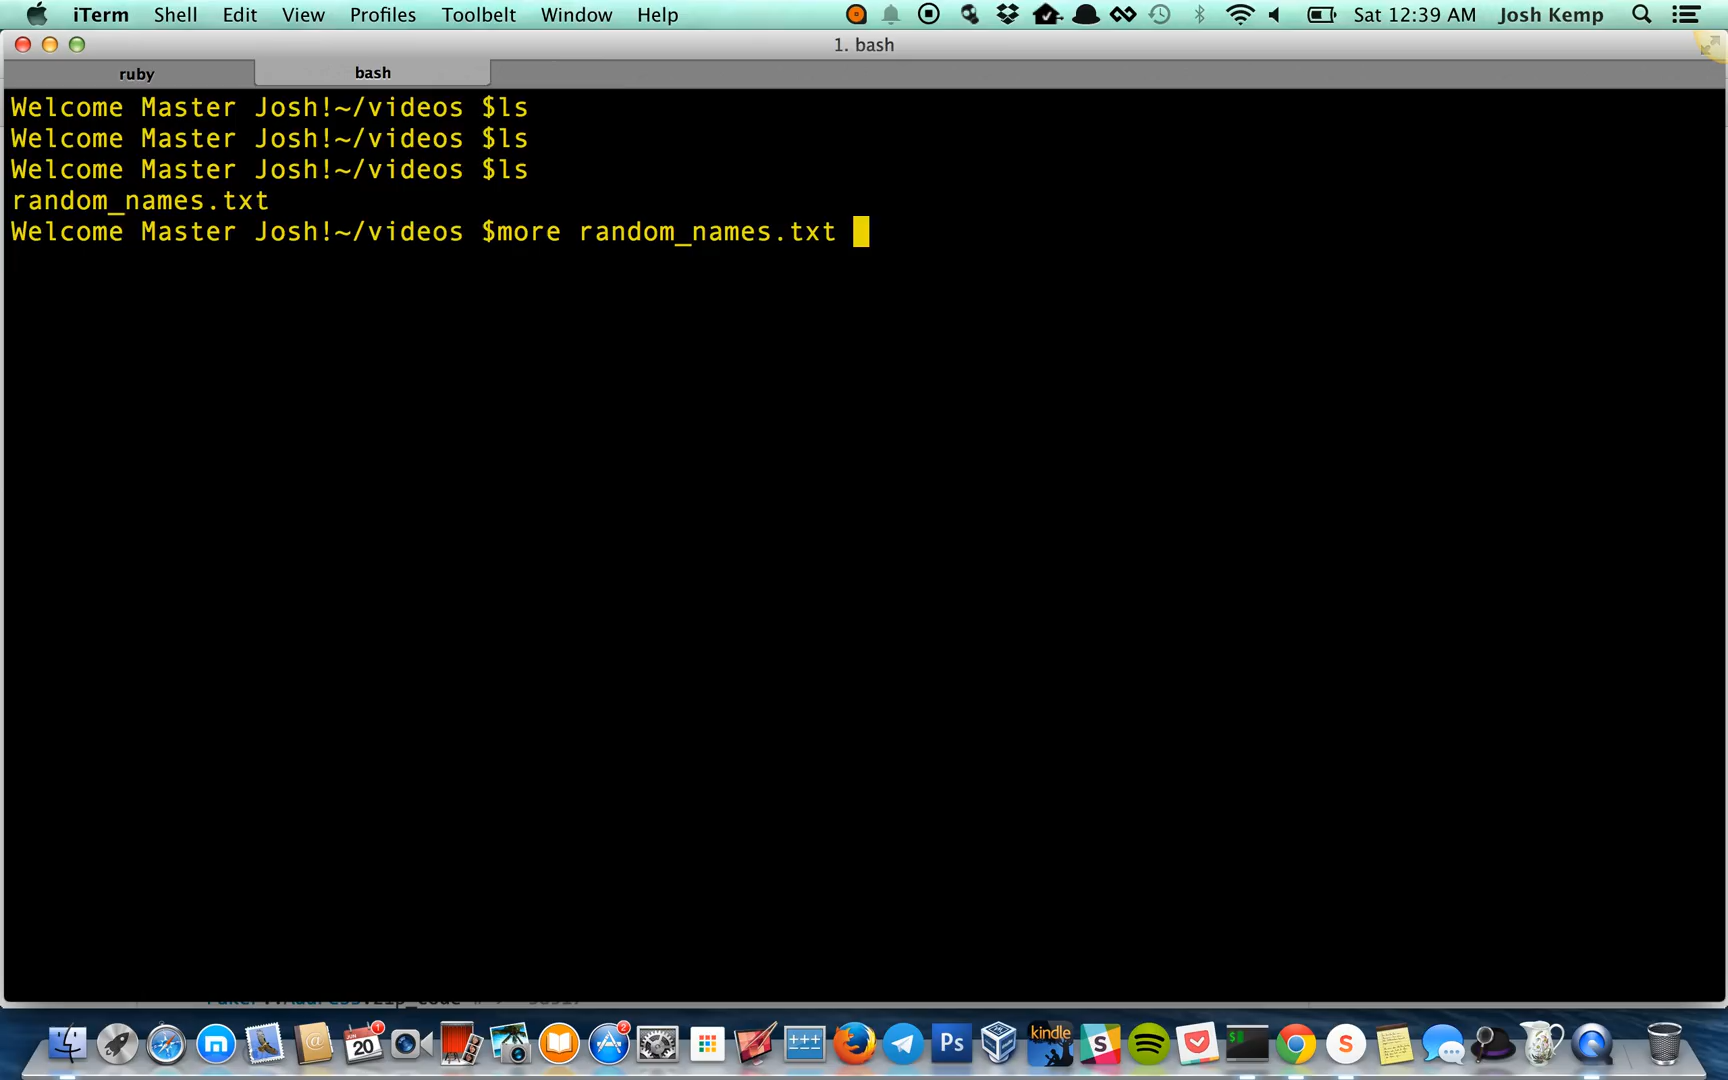 iTerm Shell Edit View Profiles Toolbelt Window Help Sat 12:39 AM Josh Kemp
1. bash
ruby bash
Welcome Master Josh!~/videos $ls
Welcome Master Josh!~/videos $ls
Welcome Master Josh!~/videos $ls
random_names.txt
Welcome Master Josh!~/videos $more random_names.txt
20 1 2 Ps kindle S $ S